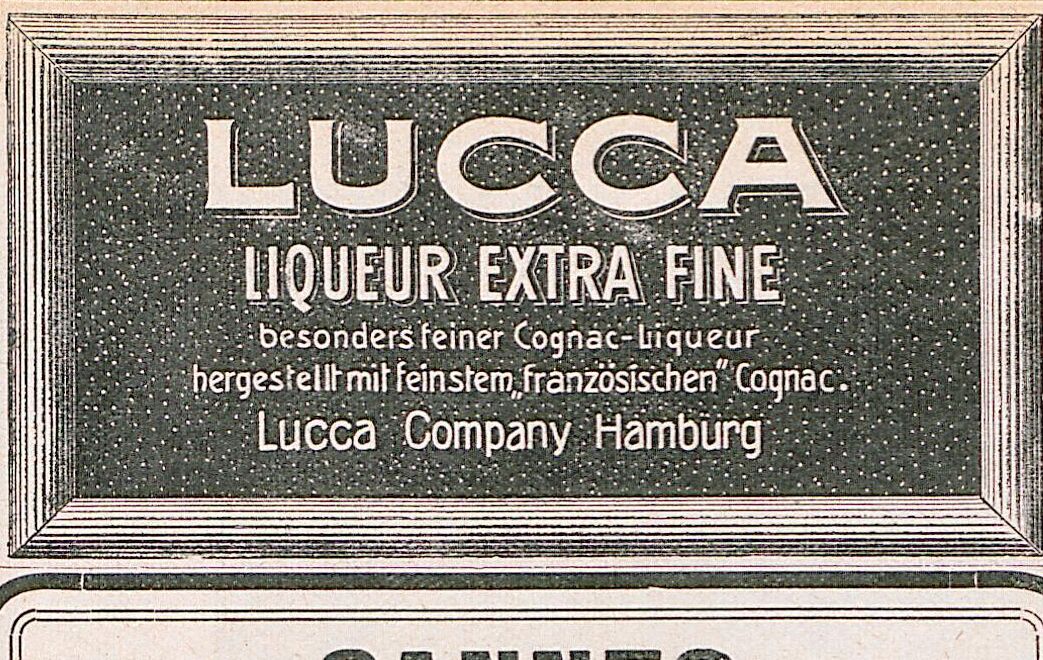 LUCCA
LIQUEUR EXTRA FINE
besonders feiner Cognac-Liqueur
hergestellt mit feinstem „französischen“ Cognac.
Lucca Company Hamburg